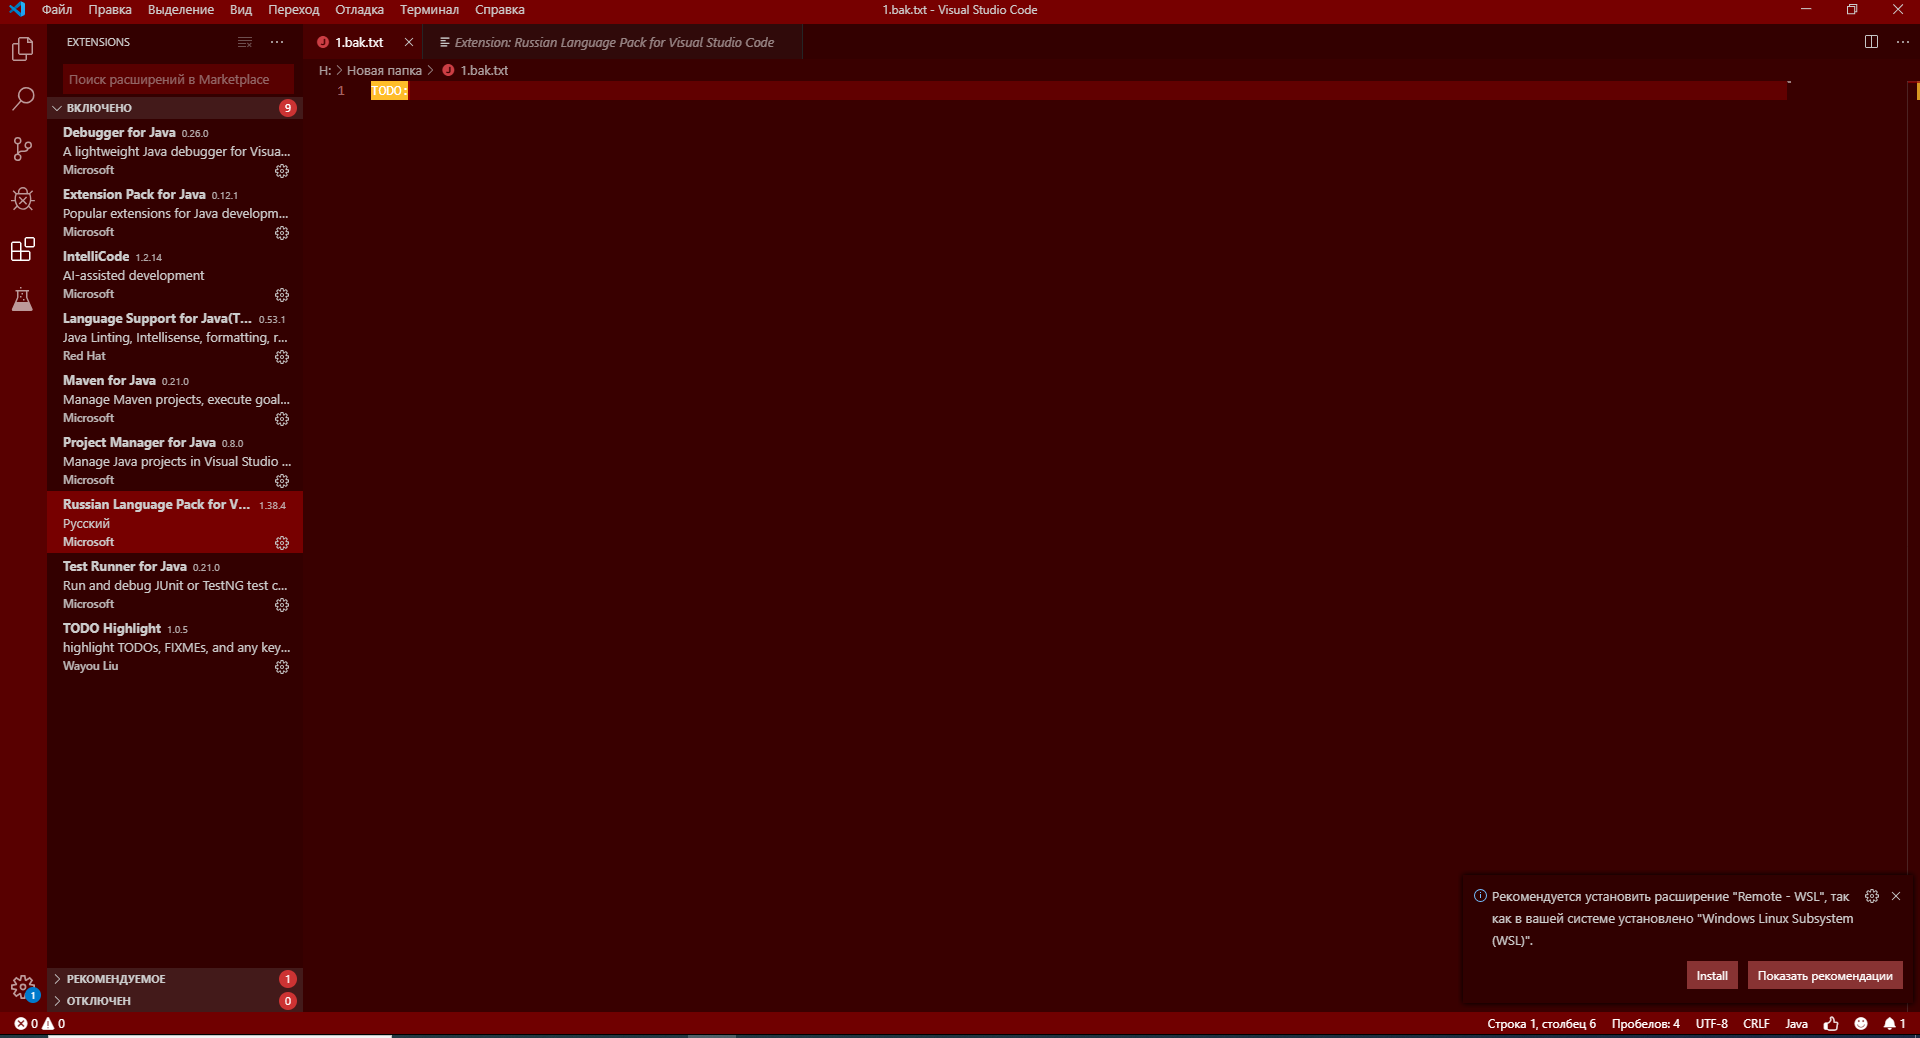 Файл Правка Выделение Вид Переход Отладка Терминал Справка
1.bak.txt - Visual Studio Code
EXTENSIONS
Поиск расширений в Marketplace
ВКЛЮЧЕНО 9
Debugger for Java 0.26.0
A lightweight Java debugger for Visua...
Microsoft
Extension Pack for Java 0.12.1
Popular extensions for Java developm...
Microsoft
IntelliCode 1.2.14
AI-assisted development
Microsoft
Language Support for Java(T... 0.53.1
Java Linting, Intellisense, formatting, r...
Red Hat
Maven for Java 0.21.0
Manage Maven projects, execute goal...
Microsoft
Project Manager for Java 0.8.0
Manage Java projects in Visual Studio ...
Microsoft
Russian Language Pack for V... 1.38.4
Русский
Microsoft
Test Runner for Java 0.21.0
Run and debug JUnit or TestNG test c...
Microsoft
TODO Highlight 1.0.5
highlight TODOs, FIXMEs, and any key...
Wayou Liu
РЕКОМЕНДУЕМОЕ 1
ОТКЛЮЧЕН 0
1.bak.txt
Extension: Russian Language Pack for Visual Studio Code
H: > Новая папка > 1.bak.txt
1 TODO:
Рекомендуется установить расширение "Remote - WSL", так
как в вашей системе установлено "Windows Linux Subsystem
(WSL)".
Install Показать рекомендации
1
0 0
Строка 1, столбец 6 Пробелов: 4 UTF-8 CRLF Java 1